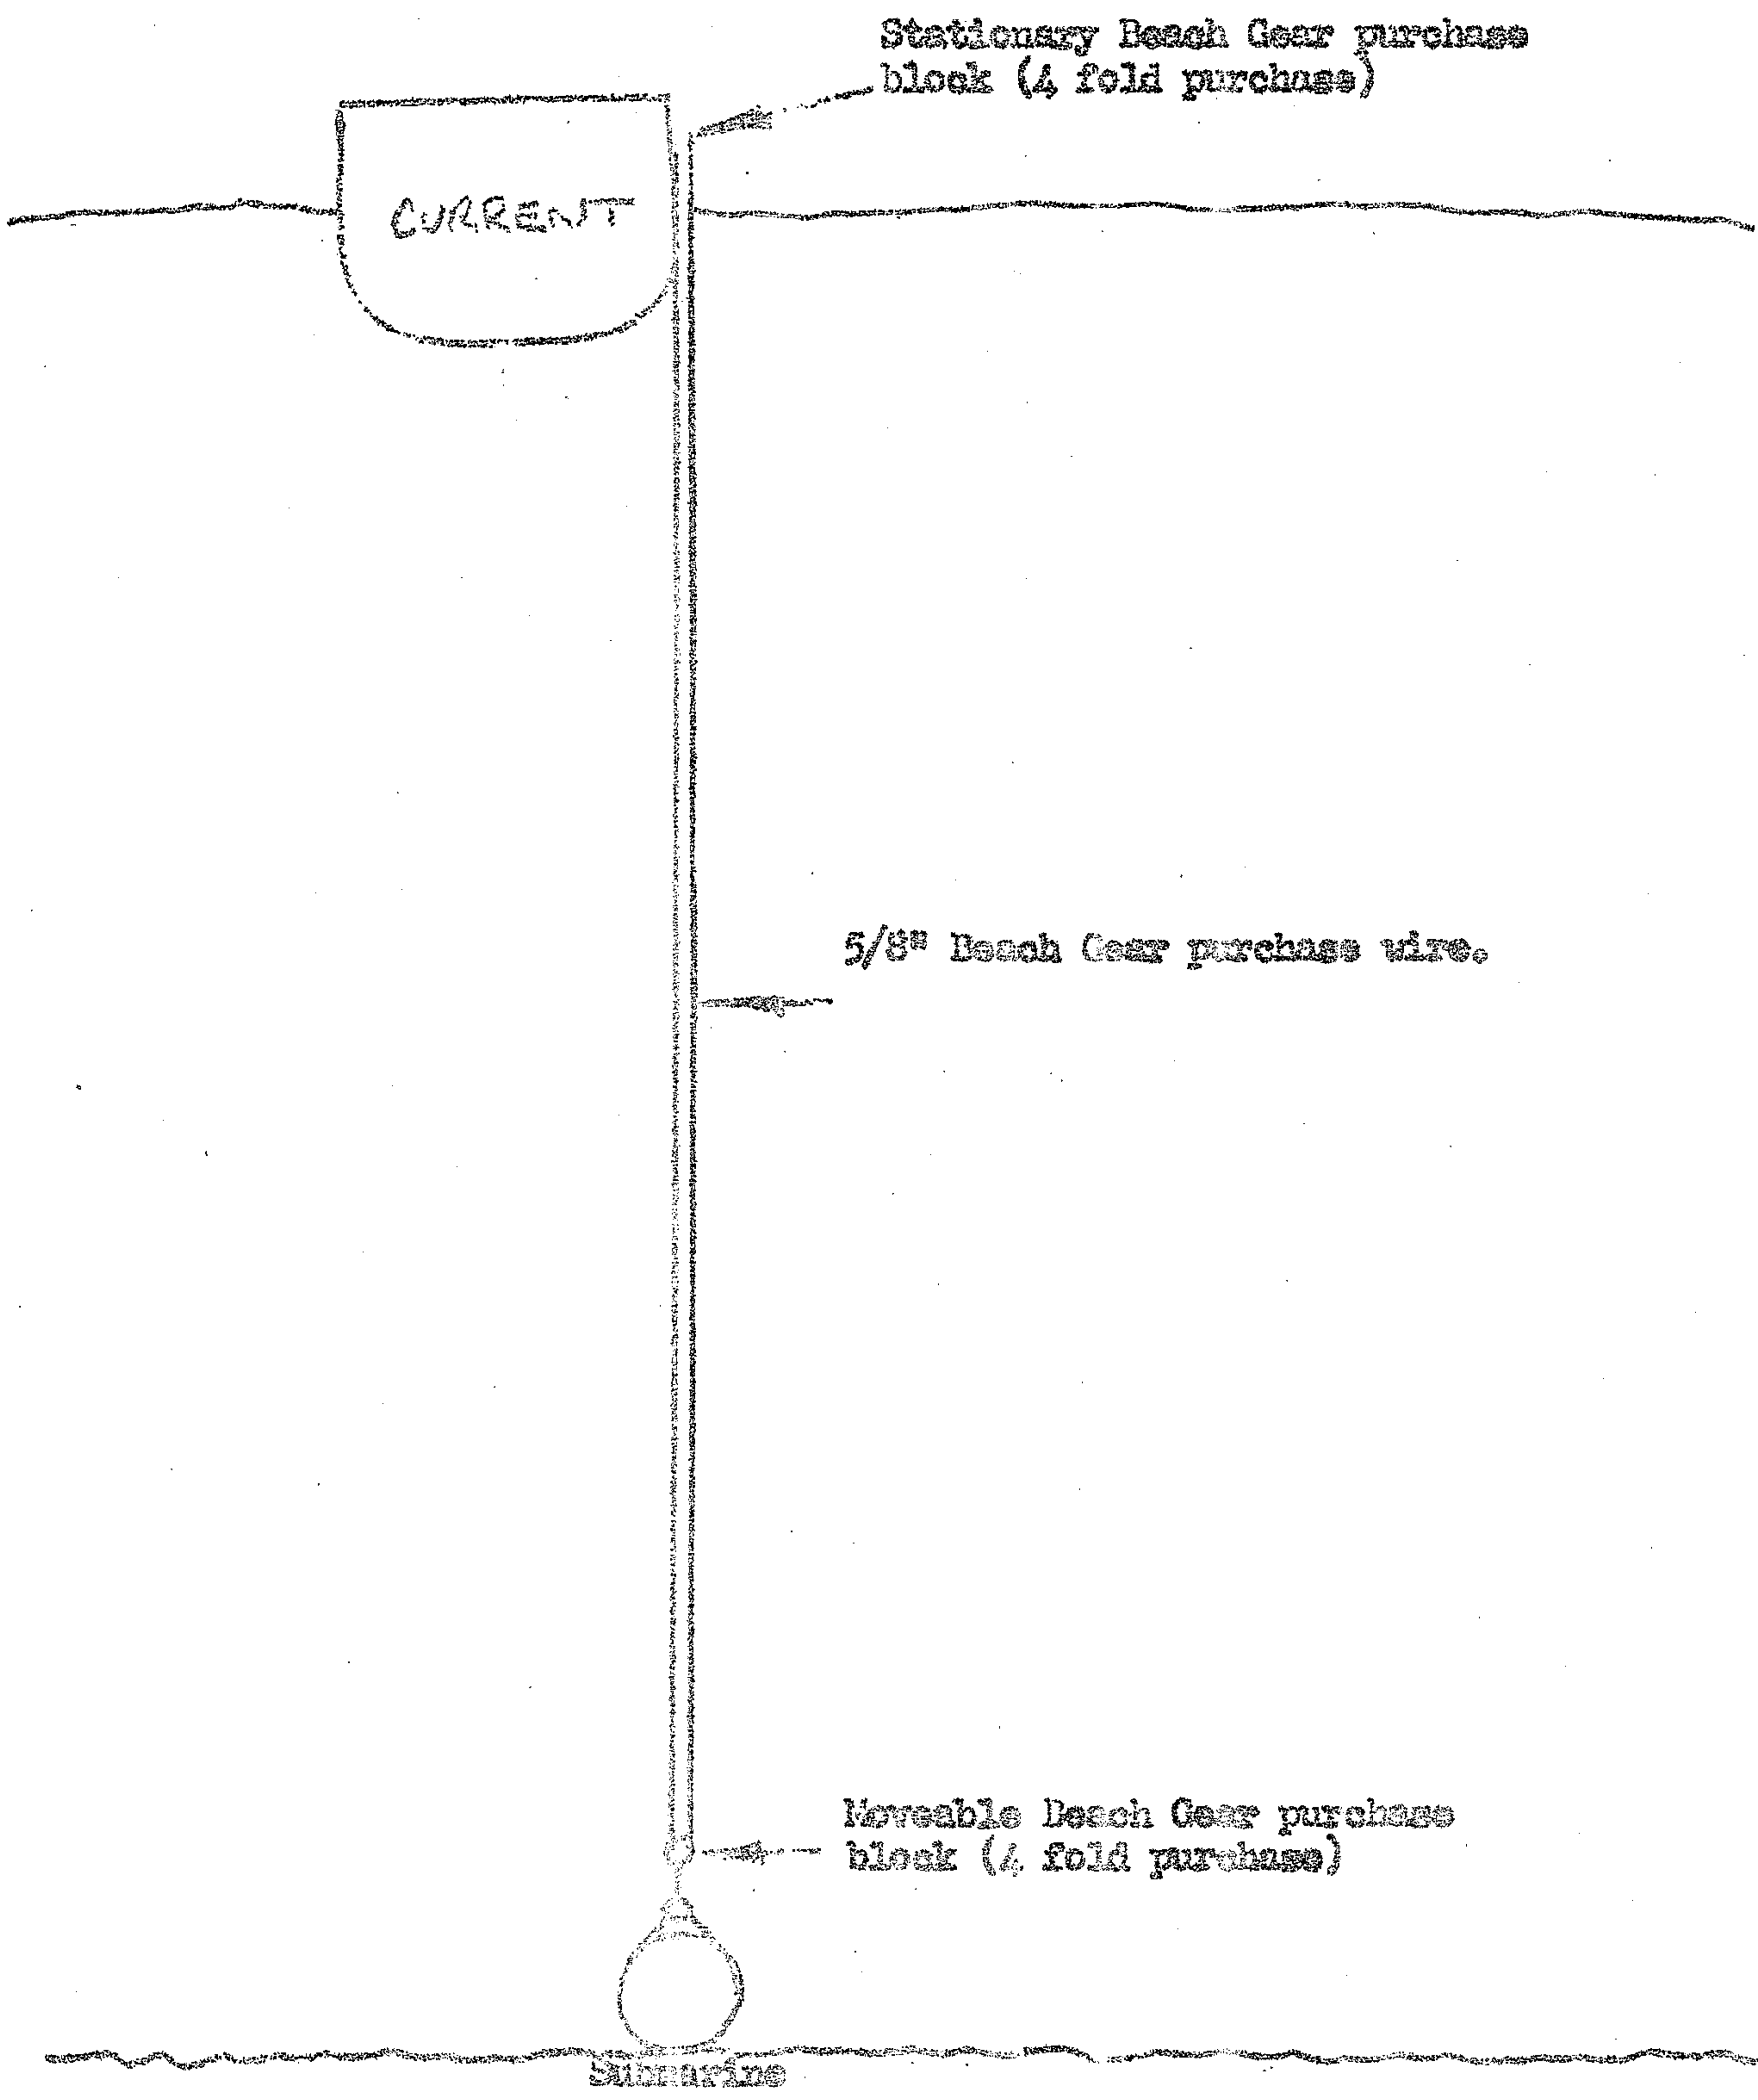 Stationary Beach Gear purchase
block (4 fold purchase)
CURRENT
5/8" Beach Gear purchase wire.
Moveable Beach Gear purchase
block (4 fold purchase)
Submarine